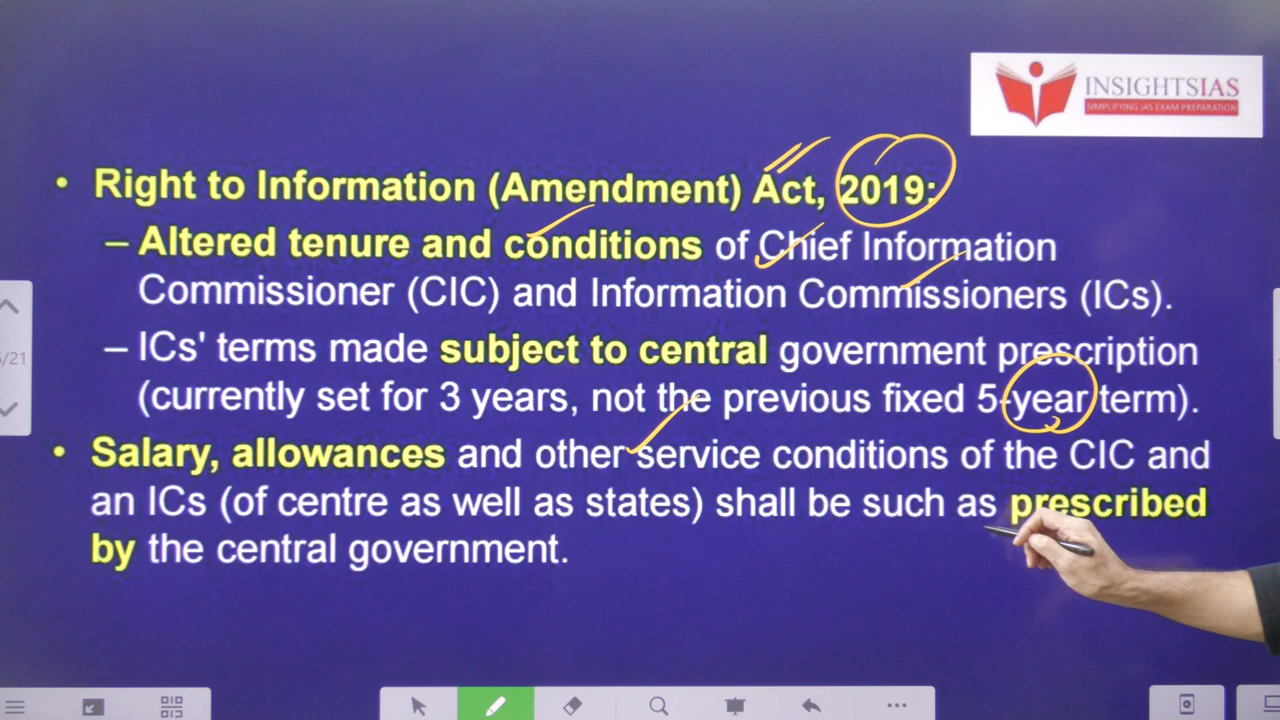 INSIGHTSIAS
SIMPLIFYING IAS EXAM PREPARATION
• Right to Information (Amendment) Act, 2019:
– Altered tenure and conditions of Chief Information
Commissioner (CIC) and Information Commissioners (ICs).
– ICs' terms made subject to central government prescription
(currently set for 3 years, not the previous fixed 5-year term).
• Salary, allowances and other service conditions of the CIC and
an ICs (of centre as well as states) shall be such as prescribed
by the central government.
/21